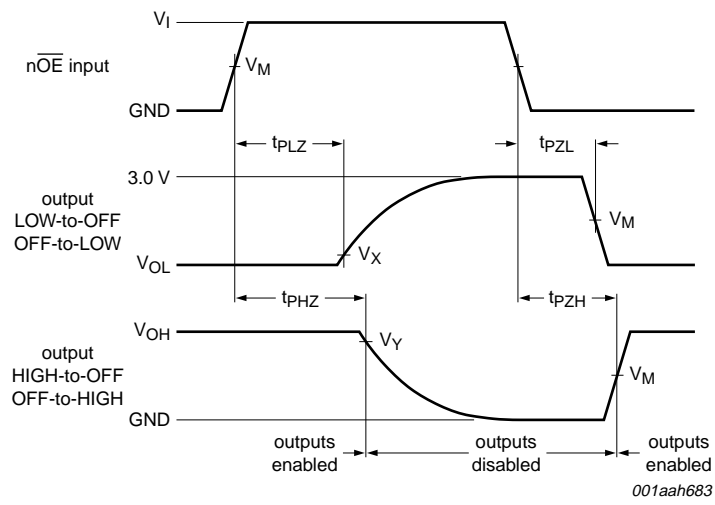 V_I
n‾OE input
V_M
GND
t_PLZ
t_PZL
3.0 V
output
LOW-to-OFF
OFF-to-LOW
V_M
V_X
V_OL
t_PHZ
t_PZH
V_OH
output
HIGH-to-OFF
OFF-to-HIGH
V_Y
V_M
GND
outputs
enabled
outputs
disabled
outputs
enabled
001aah683